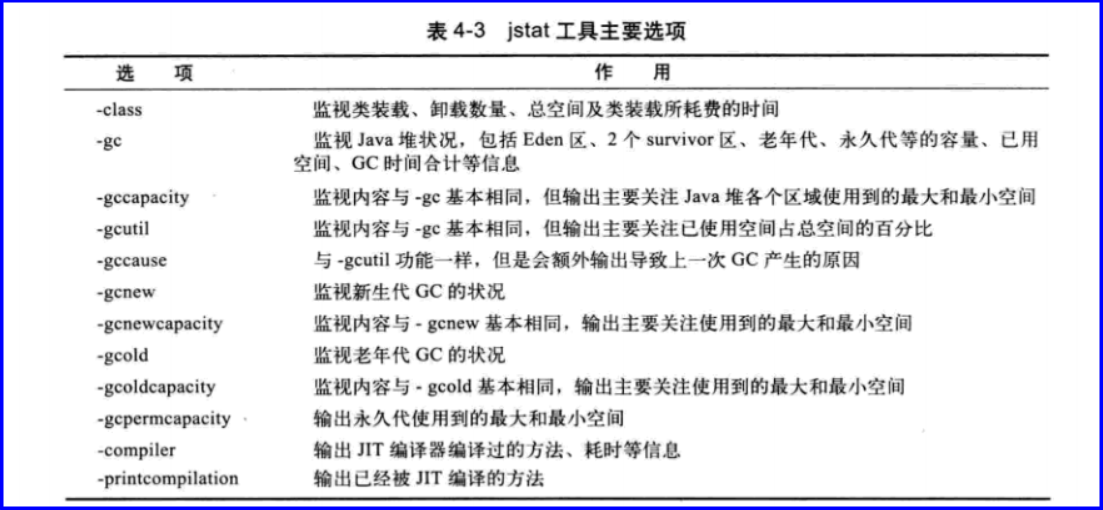 表 4-3 jstat 工具主要选项
选 项 作 用
-class 监视类装载、卸载数量、总空间及类装载所耗费的时间
-gc 监视 Java 堆状况，包括 Eden 区、2 个 survivor 区、老年代、永久代等的容量、已用
空间、GC 时间合计等信息
-gccapacity 监视内容与 -gc 基本相同，但输出主要关注 Java 堆各个区域使用到的最大和最小空间
-gcutil 监视内容与 -gc 基本相同，但输出主要关注已使用空间占总空间的百分比
-gccause 与 -gcutil 功能一样，但是会额外输出导致上一次 GC 产生的原因
-gcnew 监视新生代 GC 的状况
-gcnewcapacity 监视内容与 - gcnew 基本相同，输出主要关注使用到的最大和最小空间
-gcold 监视老年代 GC 的状况
-gcoldcapacity 监视内容与 - gcold 基本相同，输出主要关注使用到的最大和最小空间
-gcpermcapacity 输出永久代使用到的最大和最小空间
-compiler 输出 JIT 编译器编译过的方法、耗时等信息
-printcompilation 输出已经被 JIT 编译的方法